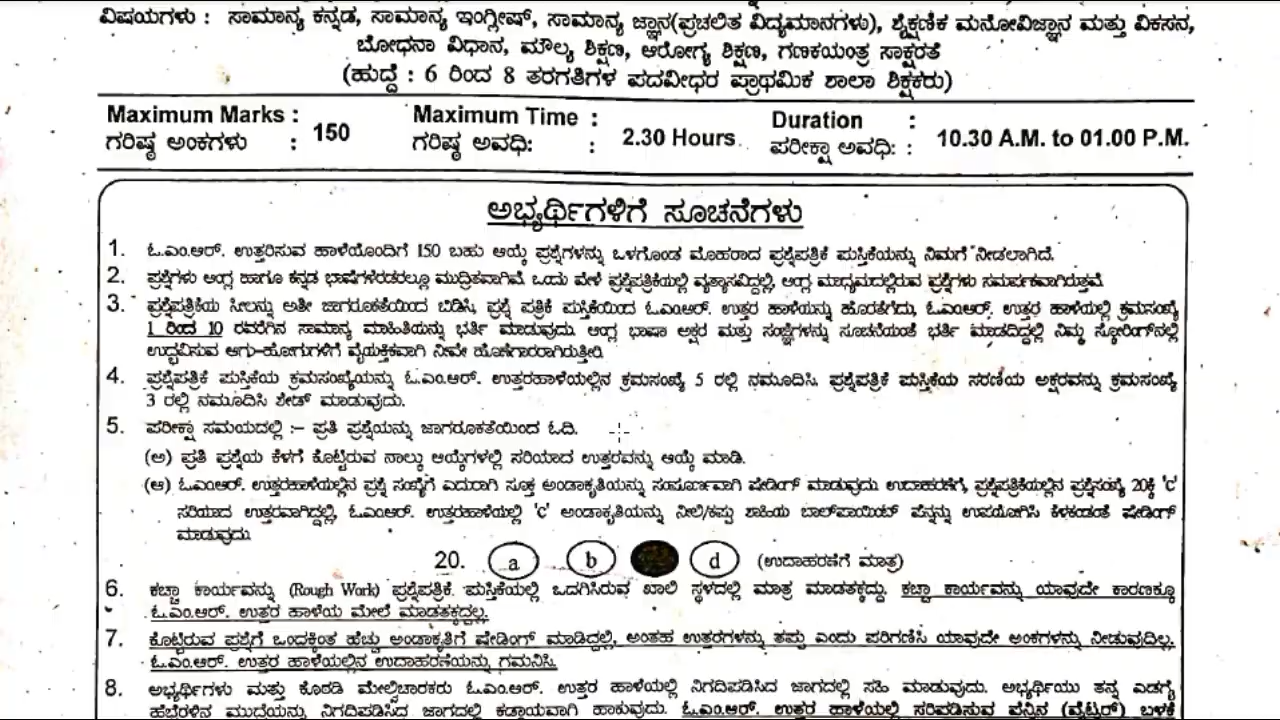 ವಿಷಯಗಳು : ಸಾಮಾನ್ಯ ಕನ್ನಡ, ಸಾಮಾನ್ಯ ಇಂಗ್ಲೀಷ್, ಸಾಮಾನ್ಯ ಜ್ಞಾನ(ಪ್ರಚಲಿತ ವಿದ್ಯಮಾನಗಳು), ಶೈಕ್ಷಣಿಕ ಮನೋವಿಜ್ಞಾನ ಮತ್ತು ವಿಕಸನ,
ಬೋಧನಾ ವಿಧಾನ, ಮೌಲ್ಯ ಶಿಕ್ಷಣ, ಆರೋಗ್ಯ ಶಿಕ್ಷಣ, ಗಣಕಯಂತ್ರ ಸಾಕ್ಷರತೆ
(ಹುದ್ದೆ : 6 ರಿಂದ 8 ತರಗತಿಗಳ ಪದವೀಧರ ಪ್ರಾಥಮಿಕ ಶಾಲಾ ಶಿಕ್ಷಕರು)
Maximum Marks : 150 Maximum Time : 2.30 Hours Duration : 10.30 A.M. to 01.00 P.M.
ಗರಿಷ್ಠ ಅಂಕಗಳು : ಗರಿಷ್ಠ ಅವಧಿ: : ಪರೀಕ್ಷಾ ಅವಧಿ: :
ಅಭ್ಯರ್ಥಿಗಳಿಗೆ ಸೂಚನೆಗಳು
1. ಓ.ಎಂ.ಆರ್. ಉತ್ತರಿಸುವ ಹಾಳೆಯೊಂದಿಗೆ 150 ಬಹು ಆಯ್ಕೆ ಪ್ರಶ್ನೆಗಳನ್ನು ಒಳಗೊಂಡ ಮೊಹರಾದ ಪ್ರಶ್ನೆಪತ್ರಿಕೆ ಪುಸ್ತಿಕೆಯನ್ನು ನಿಮಗೆ ನೀಡಲಾಗಿದೆ.
2. ಪ್ರಶ್ನೆಗಳು ಆಂಗ್ಲ ಹಾಗೂ ಕನ್ನಡ ಭಾಷೆಗಳೆರಡರಲ್ಲೂ ಮುದ್ರಿತವಾಗಿವೆ. ಒಂದು ವೇಳೆ ಪ್ರಶ್ನೆಪತ್ರಿಕೆಯಲ್ಲಿ ವ್ಯತ್ಯಾಸವಿದ್ದಲ್ಲಿ, ಆಂಗ್ಲ ಮಾಧ್ಯಮದಲ್ಲಿರುವ ಪ್ರಶ್ನೆಗಳು ಸಮರ್ಪಕವಾಗಿರುತ್ತವೆ.
3. ಪ್ರಶ್ನೆಪತ್ರಿಕೆಯ ಸೀಲನ್ನು ಅತೀ ಜಾಗರೂಕತೆಯಿಂದ ಬಿಡಿಸಿ, ಪ್ರಶ್ನೆ ಪತ್ರಿಕೆ ಪುಸ್ತಿಕೆಯಿಂದ ಓ.ಎಂ.ಆರ್. ಉತ್ತರ ಹಾಳೆಯನ್ನು ಹೊರತೆಗೆದು, ಓ.ಎಂ.ಆರ್. ಉತ್ತರ ಹಾಳೆಯಲ್ಲಿ ಕ್ರಮಸಂಖ್ಯೆ
1 ರಿಂದ 10 ರವರೆಗಿನ ಸಾಮಾನ್ಯ ಮಾಹಿತಿಯನ್ನು ಭರ್ತಿ ಮಾಡುವುದು. ಆಂಗ್ಲ ಭಾಷಾ ಅಕ್ಷರ ಮತ್ತು ಸಂಜ್ಞೆಗಳನ್ನು ಸೂಚನೆಯಂತೆ ಭರ್ತಿ ಮಾಡದಿದ್ದಲ್ಲಿ ನಿಮ್ಮ ಸ್ಕೋರಿಂಗ್‌ನಲ್ಲಿ
ಉದ್ಭವಿಸುವ ಆಗು-ಹೋಗುಗಳಿಗೆ ವೈಯಕ್ತಿಕವಾಗಿ ನೀವೇ ಹೊಣೆಗಾರರಾಗಿರುತ್ತೀರಿ.
4. ಪ್ರಶ್ನೆಪತ್ರಿಕೆ ಪುಸ್ತಿಕೆಯ ಕ್ರಮಸಂಖ್ಯೆಯನ್ನು ಓ.ಎಂ.ಆರ್. ಉತ್ತರಹಾಳೆಯಲ್ಲಿನ ಕ್ರಮಸಂಖ್ಯೆ 5 ರಲ್ಲಿ ನಮೂದಿಸಿ. ಪ್ರಶ್ನೆಪತ್ರಿಕೆ ಪುಸ್ತಿಕೆಯ ಸರಣಿಯ ಅಕ್ಷರವನ್ನು ಕ್ರಮಸಂಖ್ಯೆ
3 ರಲ್ಲಿ ನಮೂದಿಸಿ ಶೇಡ್ ಮಾಡುವುದು.
5. ಪರೀಕ್ಷಾ ಸಮಯದಲ್ಲಿ :– ಪ್ರತಿ ಪ್ರಶ್ನೆಯನ್ನು ಜಾಗರೂಕತೆಯಿಂದ ಓದಿ.
(ಅ) ಪ್ರತಿ ಪ್ರಶ್ನೆಯ ಕೆಳಗೆ ಕೊಟ್ಟಿರುವ ನಾಲ್ಕು ಆಯ್ಕೆಗಳಲ್ಲಿ ಸರಿಯಾದ ಉತ್ತರವನ್ನು ಆಯ್ಕೆ ಮಾಡಿ.
(ಆ) ಓ.ಎಂ.ಆರ್. ಉತ್ತರಹಾಳೆಯಲ್ಲಿನ ಪ್ರಶ್ನೆ ಸಂಖ್ಯೆಗೆ ಎದುರಾಗಿ ಸೂಕ್ತ ಅಂಡಾಕೃತಿಯನ್ನು ಸಂಪೂರ್ಣವಾಗಿ ಷೇಡಿಂಗ್ ಮಾಡುವುದು. ಉದಾಹರಣೆಗೆ, ಪ್ರಶ್ನೆಪತ್ರಿಕೆಯಲ್ಲಿನ ಪ್ರಶ್ನೆಸಂಖ್ಯೆ 20ಕ್ಕೆ 'c'
ಸರಿಯಾದ ಉತ್ತರವಾಗಿದ್ದಲ್ಲಿ, ಓ.ಎಂ.ಆರ್. ಉತ್ತರಹಾಳೆಯಲ್ಲಿ 'c' ಅಂಡಾಕೃತಿಯನ್ನು ನೀಲಿ/ಕಪ್ಪು ಶಾಹಿಯ ಬಾಲ್‌ಪಾಯಿಂಟ್ ಪೆನ್ನನ್ನು ಉಪಯೋಗಿಸಿ ಕೆಳಕಂಡಂತೆ ಷೇಡಿಂಗ್
ಮಾಡುವುದು.
20. a b d (ಉದಾಹರಣೆಗೆ ಮಾತ್ರ)
6. ಕಚ್ಚಾ ಕಾರ್ಯವನ್ನು (Rough Work) ಪ್ರಶ್ನೆಪತ್ರಿಕೆ ಪುಸ್ತಿಕೆಯಲ್ಲಿ ಒದಗಿಸಿರುವ ಖಾಲಿ ಸ್ಥಳದಲ್ಲಿ ಮಾತ್ರ ಮಾಡತಕ್ಕದ್ದು. ಕಚ್ಚಾ ಕಾರ್ಯವನ್ನು ಯಾವುದೇ ಕಾರಣಕ್ಕೂ
ಓ.ಎಂ.ಆರ್. ಉತ್ತರ ಹಾಳೆಯ ಮೇಲೆ ಮಾಡತಕ್ಕದ್ದಲ್ಲ.
7. ಕೊಟ್ಟಿರುವ ಪ್ರಶ್ನೆಗೆ ಒಂದಕ್ಕಿಂತ ಹೆಚ್ಚು ಅಂಡಾಕೃತಿಗೆ ಷೇಡಿಂಗ್ ಮಾಡಿದ್ದಲ್ಲಿ, ಅಂತಹ ಉತ್ತರಗಳನ್ನು ತಪ್ಪು ಎಂದು ಪರಿಗಣಿಸಿ ಯಾವುದೇ ಅಂಕಗಳನ್ನು ನೀಡುವುದಿಲ್ಲ.
ಓ.ಎಂ.ಆರ್. ಉತ್ತರ ಹಾಳೆಯಲ್ಲಿನ ಉದಾಹರಣೆಯನ್ನು ಗಮನಿಸಿ.
8. ಅಭ್ಯರ್ಥಿಗಳು ಮತ್ತು ಕೊಠಡಿ ಮೇಲ್ವಿಚಾರಕರು ಓ.ಎಂ.ಆರ್. ಉತ್ತರ ಹಾಳೆಯಲ್ಲಿ ನಿಗದಿಪಡಿಸಿದ ಜಾಗದಲ್ಲಿ ಸಹಿ ಮಾಡುವುದು. ಅಭ್ಯರ್ಥಿಯು ತನ್ನ ಎಡಗೈ
ಹೆಬ್ಬೆರಳಿನ ಮುದ್ರೆಯನ್ನು ನಿಗದಿಪಡಿಸಿದ ಜಾಗದಲ್ಲಿ ಕಡ್ಡಾಯವಾಗಿ ಹಾಕುವುದು. ಓ.ಎಂ.ಆರ್. ಉತ್ತರ ಹಾಳೆಯಲ್ಲಿ ಸರಿಪಡಿಸುವ ಪೆನ್ನಿನ (ವೈಟ್ನರ್) ಬಳಕೆ